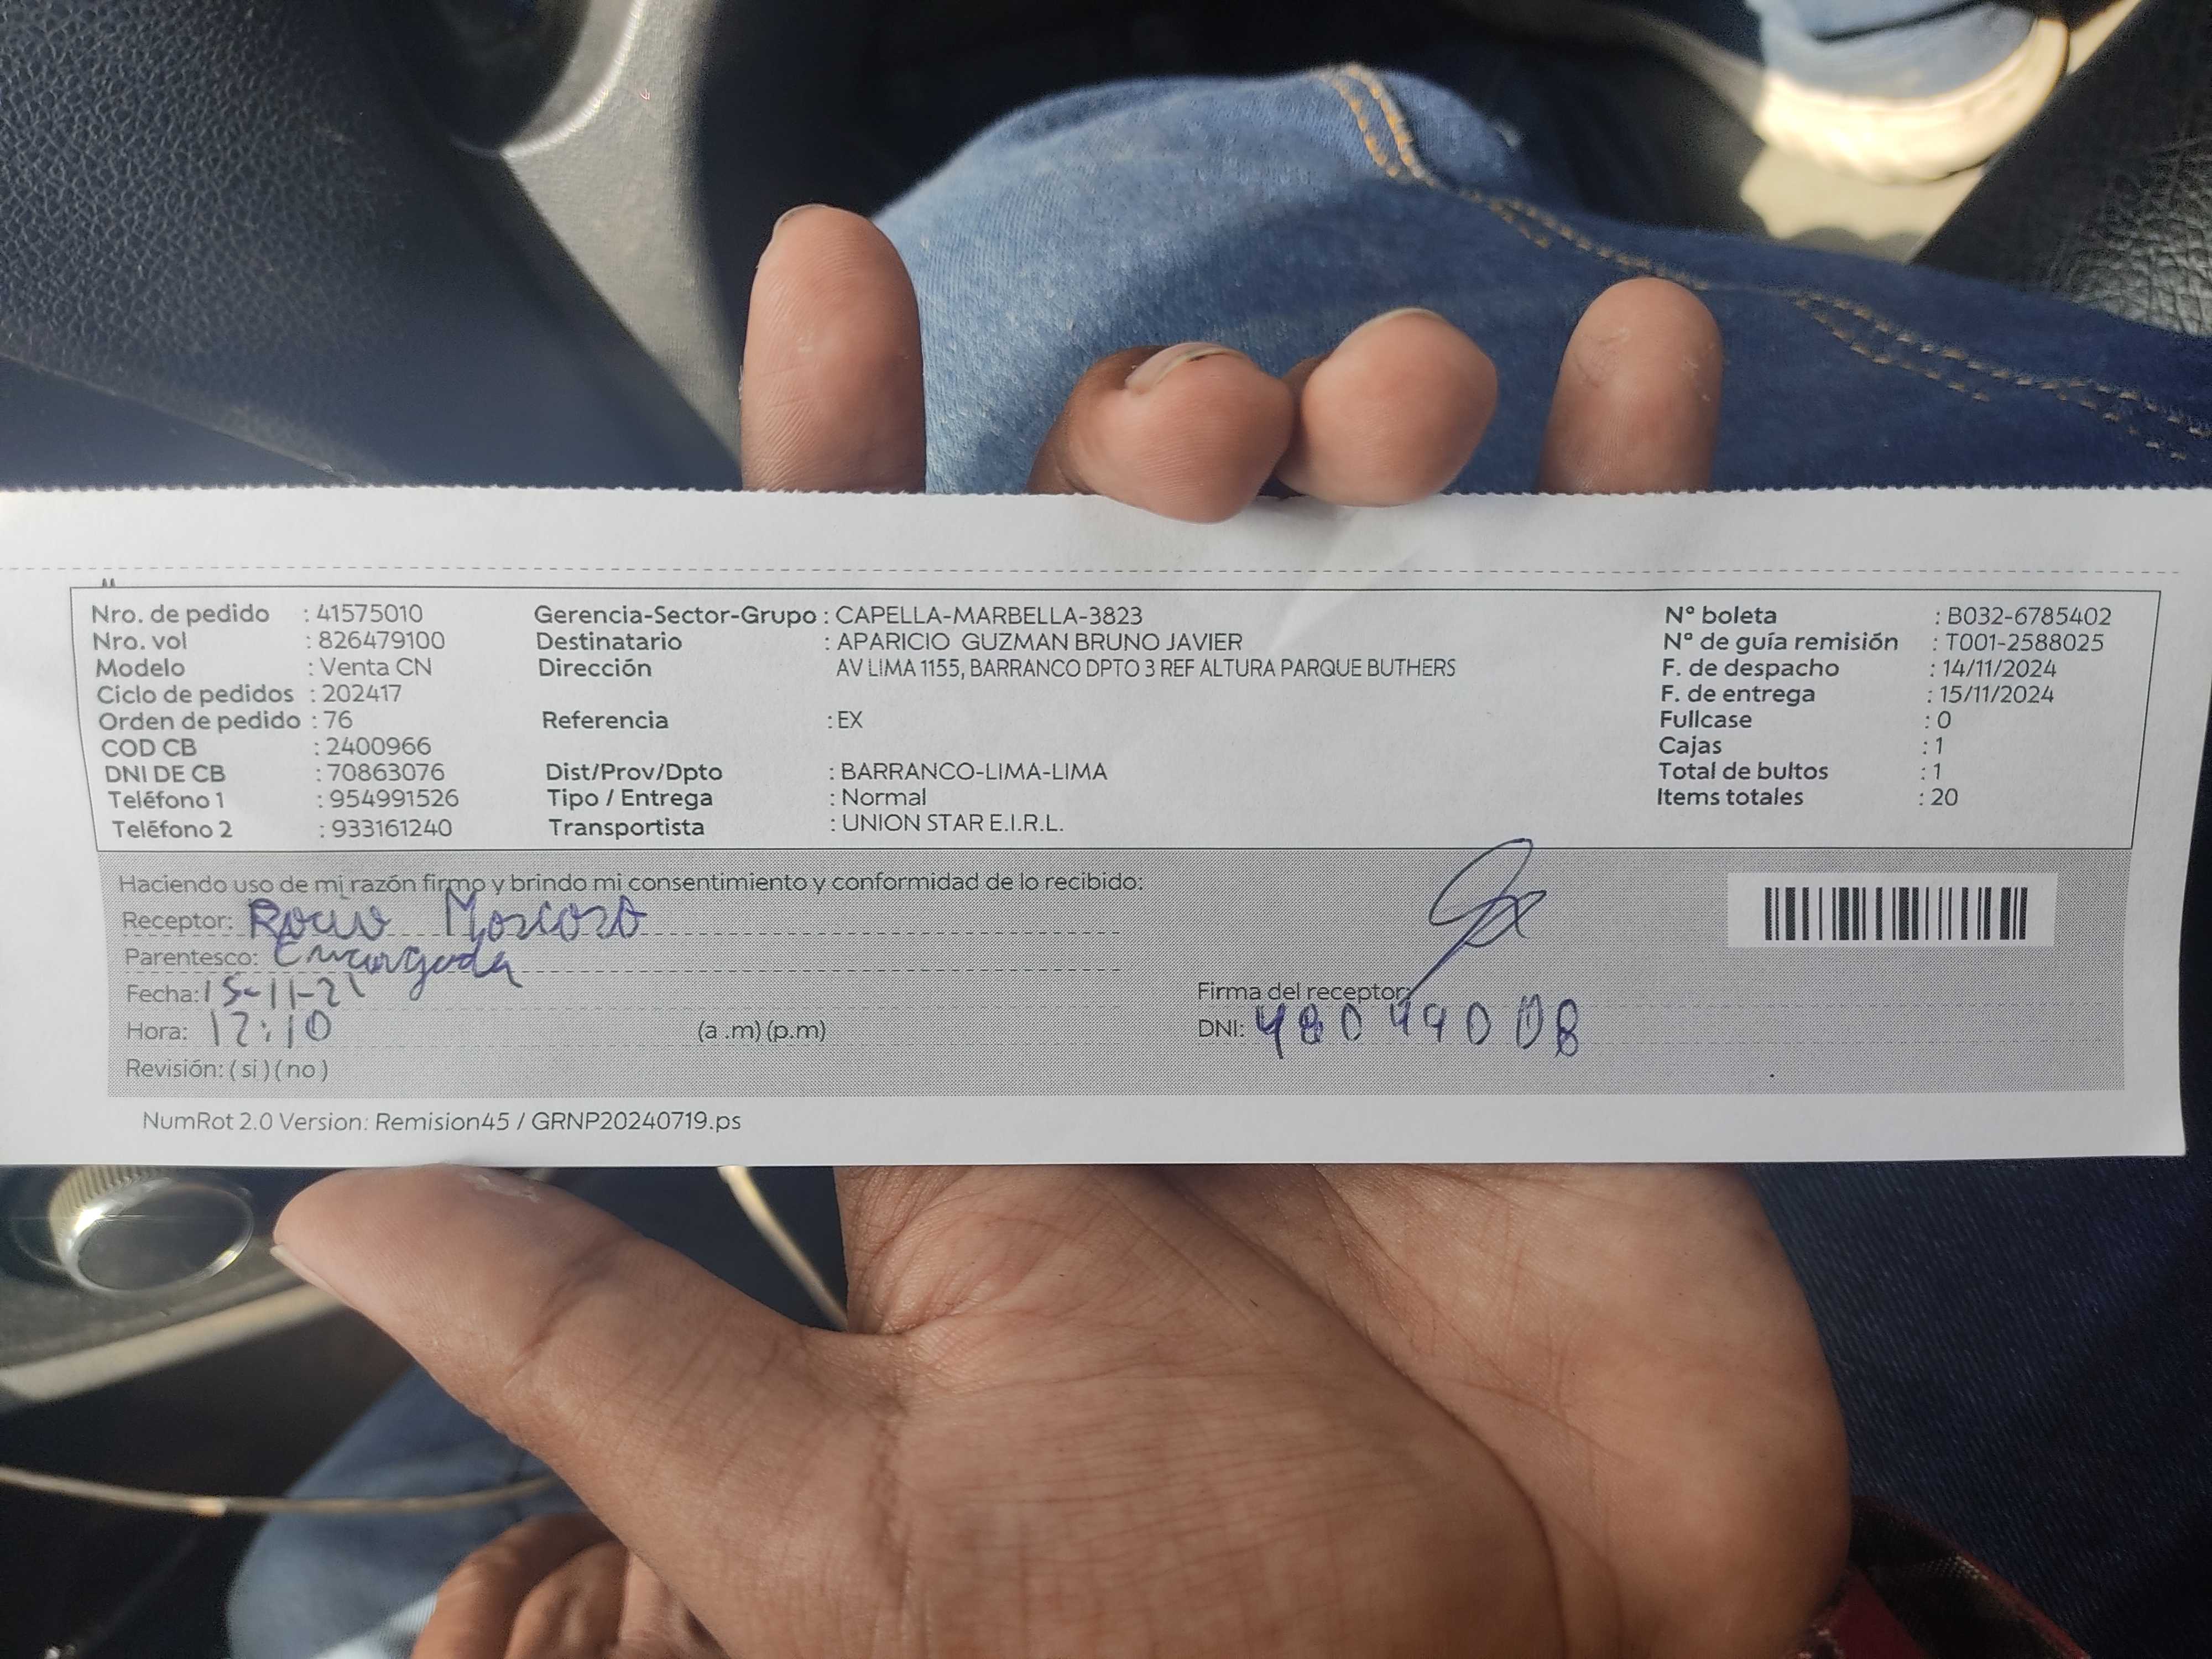 Nro. de pedido : 41575010 Gerencia-Sector-Grupo : CAPELLA-MARBELLA-3823 Nº boleta : B032-6785402
Nro. vol : 826479100 Destinatario : APARICIO GUZMAN BRUNO JAVIER Nº de guía remisión : T001-2588025
Modelo : Venta CN Dirección AV LIMA 1155, BARRANCO DPTO 3 REF ALTURA PARQUE BUTHERS F. de despacho : 14/11/2024
Ciclo de pedidos : 202417 F. de entrega : 15/11/2024
Orden de pedido : 76 Referencia : EX Fullcase : 0
COD CB : 2400966 Cajas : 1
DNI DE CB : 70863076 Dist/Prov/Dpto : BARRANCO-LIMA-LIMA Total de bultos : 1
Teléfono 1 : 954991526 Tipo / Entrega : Normal Items totales : 20
Teléfono 2 : 933161240 Transportista : UNION STAR E.I.R.L.
Haciendo uso de mi razón firmo y brindo mi consentimiento y conformidad de lo recibido:
Receptor: Rocio Moscoso
Parentesco: Encargada
Fecha: 15-11-2 Firma del receptor:
Hora: 12:10 (a .m) (p.m) DNI: 48049008
Revisión: ( si ) ( no )
NumRot 2.0 Version: Remision45 / GRNP20240719.ps